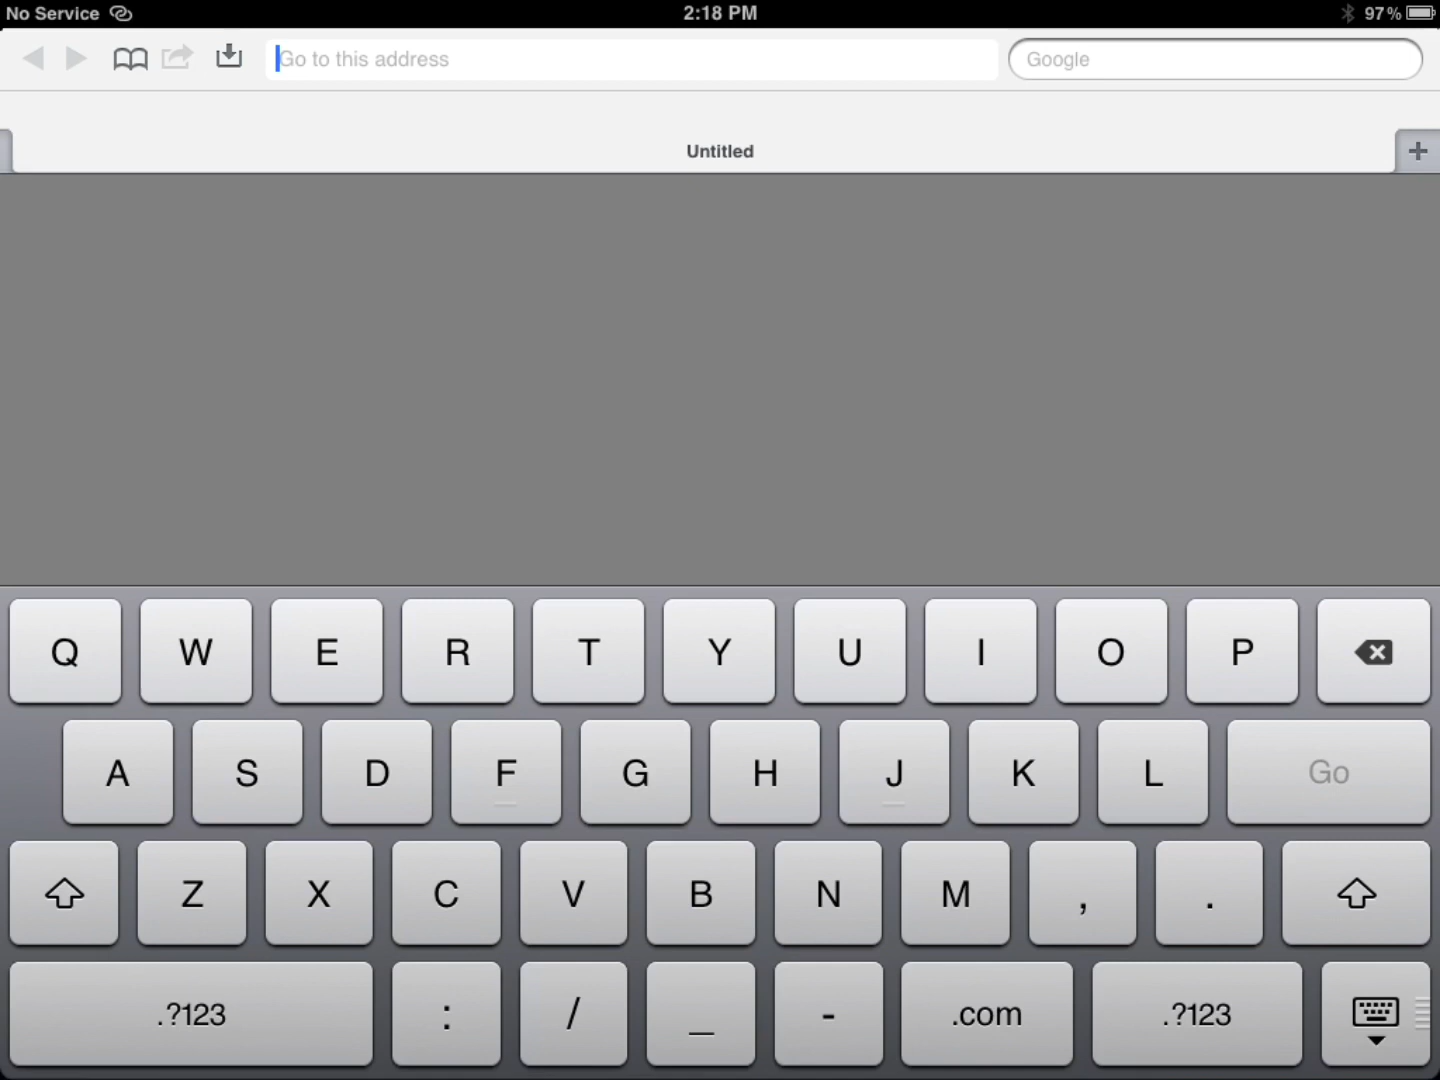 No Service 2:18 PM 97%
Go to this address Google
Untitled
Q W E R T Y U I O P
A S D F G H J K L Go
Z X C V B N M , .
.?123 : / _ - .com .?123